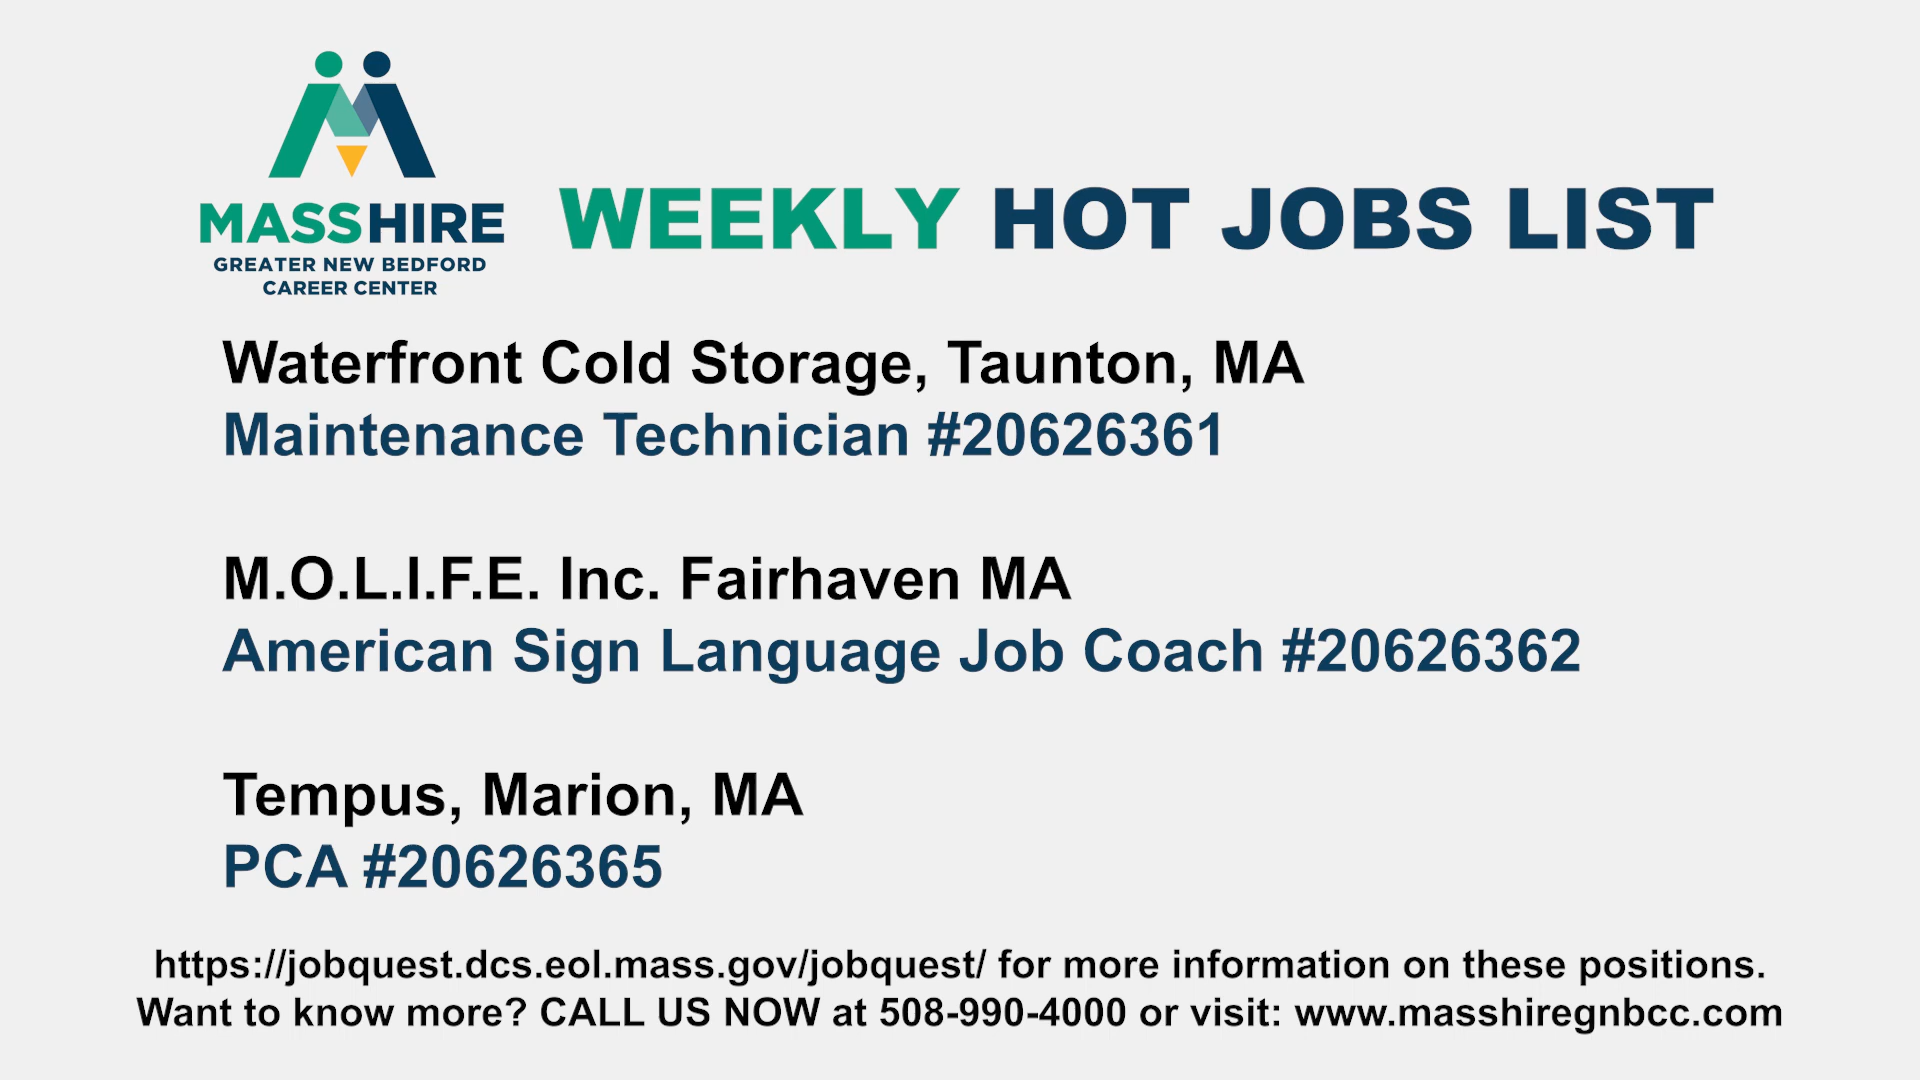 MASSHIRE
GREATER NEW BEDFORD
CAREER CENTER
WEEKLY HOT JOBS LIST
Waterfront Cold Storage, Taunton, MA
Maintenance Technician #20626361
M.O.L.I.F.E. Inc. Fairhaven MA
American Sign Language Job Coach #20626362
Tempus, Marion, MA
PCA #20626365
https://jobquest.dcs.eol.mass.gov/jobquest/ for more information on these positions.
Want to know more? CALL US NOW at 508-990-4000 or visit: www.masshiregnbcc.com